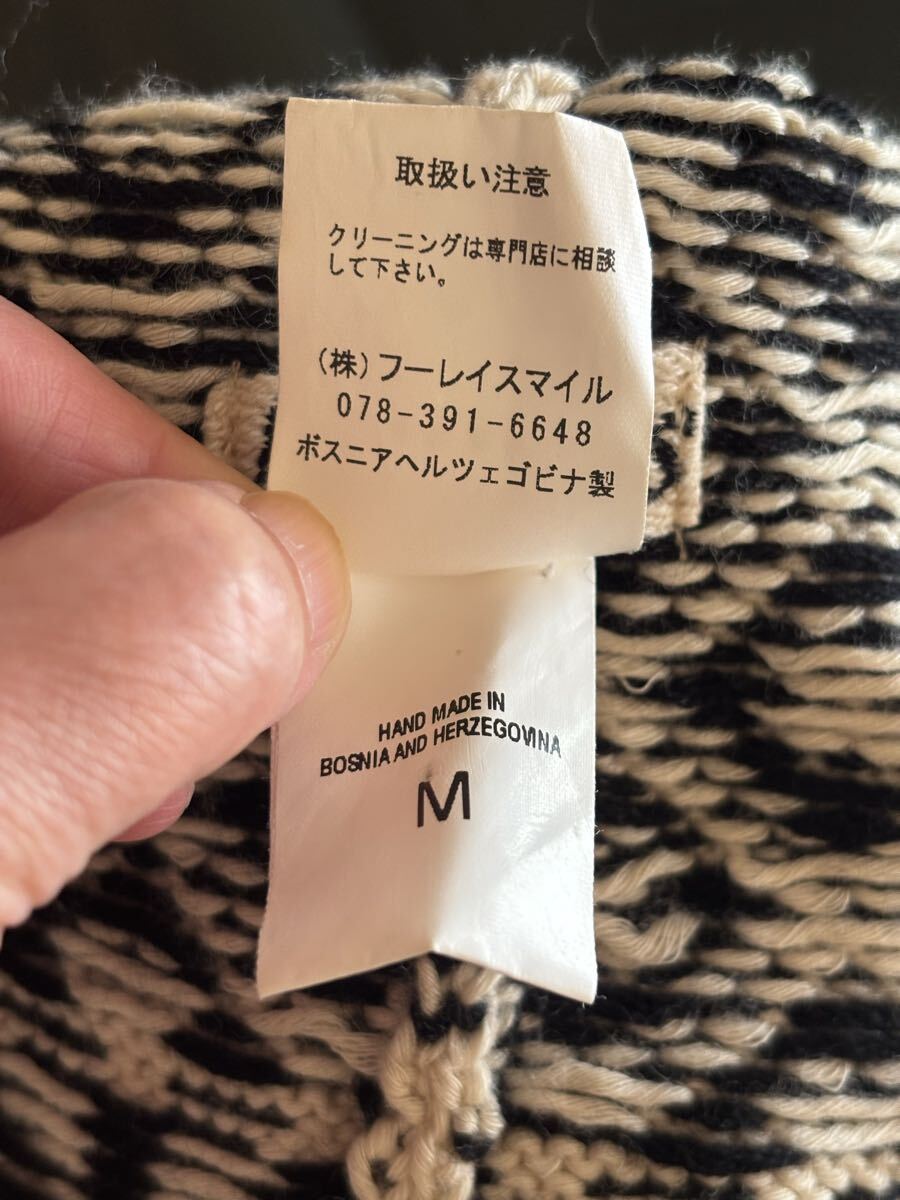 取扱い注意
クリーニングは専門店に相談
して下さい。
(株)フーレイスマイル
078-391-6648
ボスニアヘルツェゴビナ製
HAND MADE IN
BOSNIA AND HERZEGOVINA
M